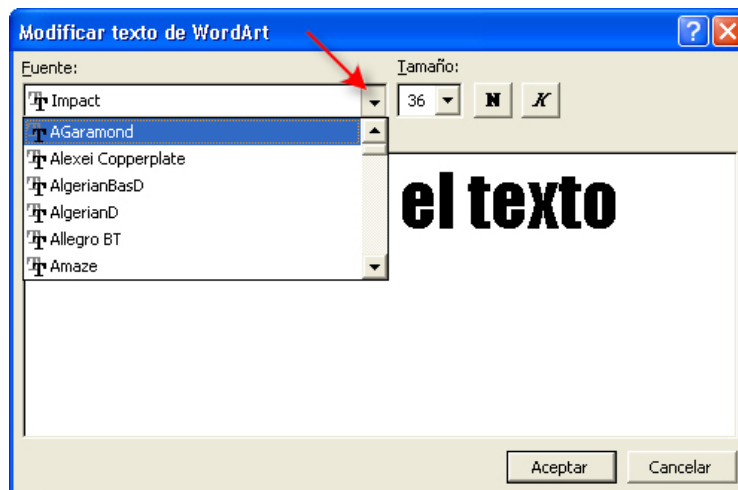 Modificar texto de WordArt
Fuente:
Tamaño:
Impact
36
N
K
AGaramond
Alexei Copperplate
AlgerianBasD
AlgerianD
Allegro BT
Amaze
el texto
Aceptar
Cancelar